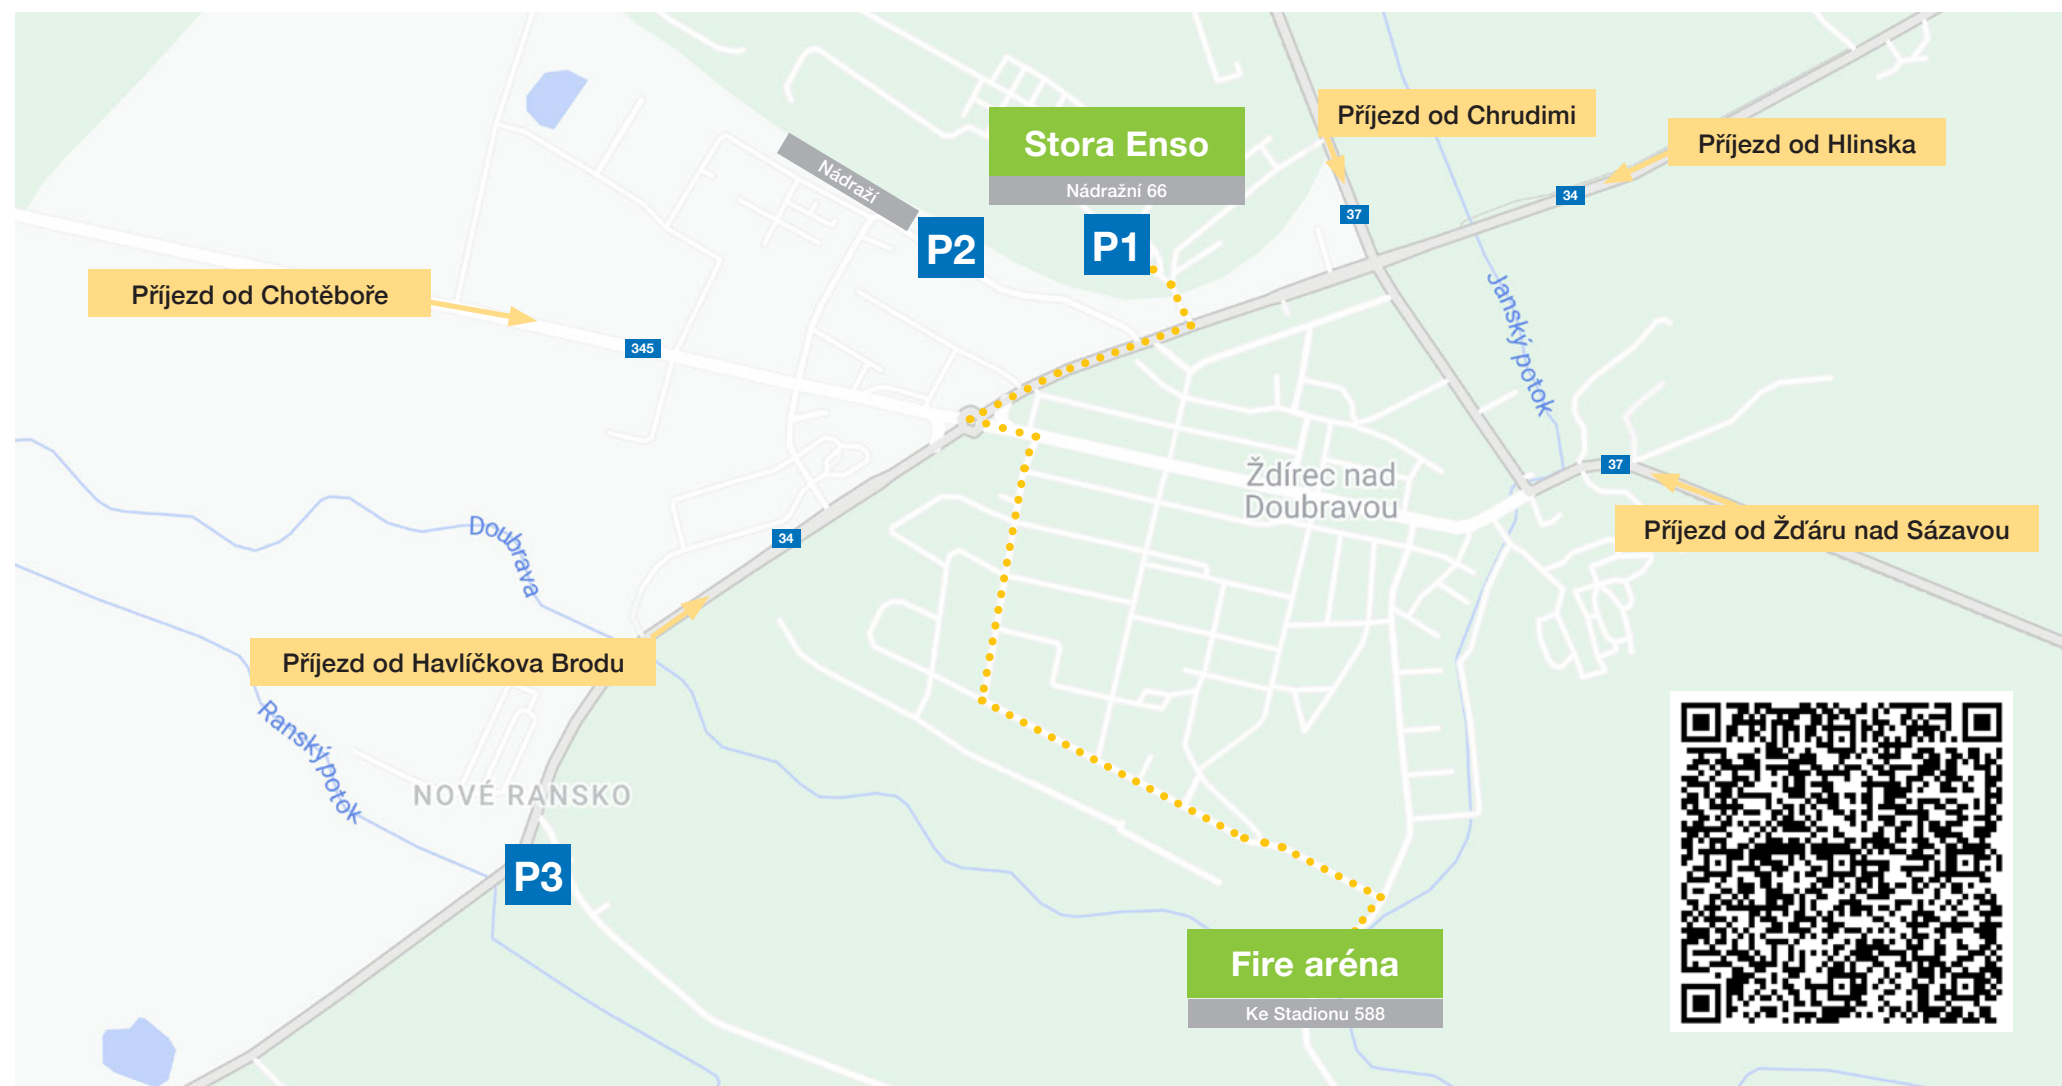 Příjezd od Chrudimi
Stora Enso
Příjezd od Hlinska
Nádraží
Nádražní 66
34
37
P2
P1
Příjezd od Chotěboře
Janský potok
345
37
Ždírec nad
Doubravou
Doubrava
34
Příjezd od Žďáru nad Sázavou
Příjezd od Havlíčkova Brodu
Ranský potok
NOVÉ RANSKO
P3
Fire aréna
Ke Stadionu 588